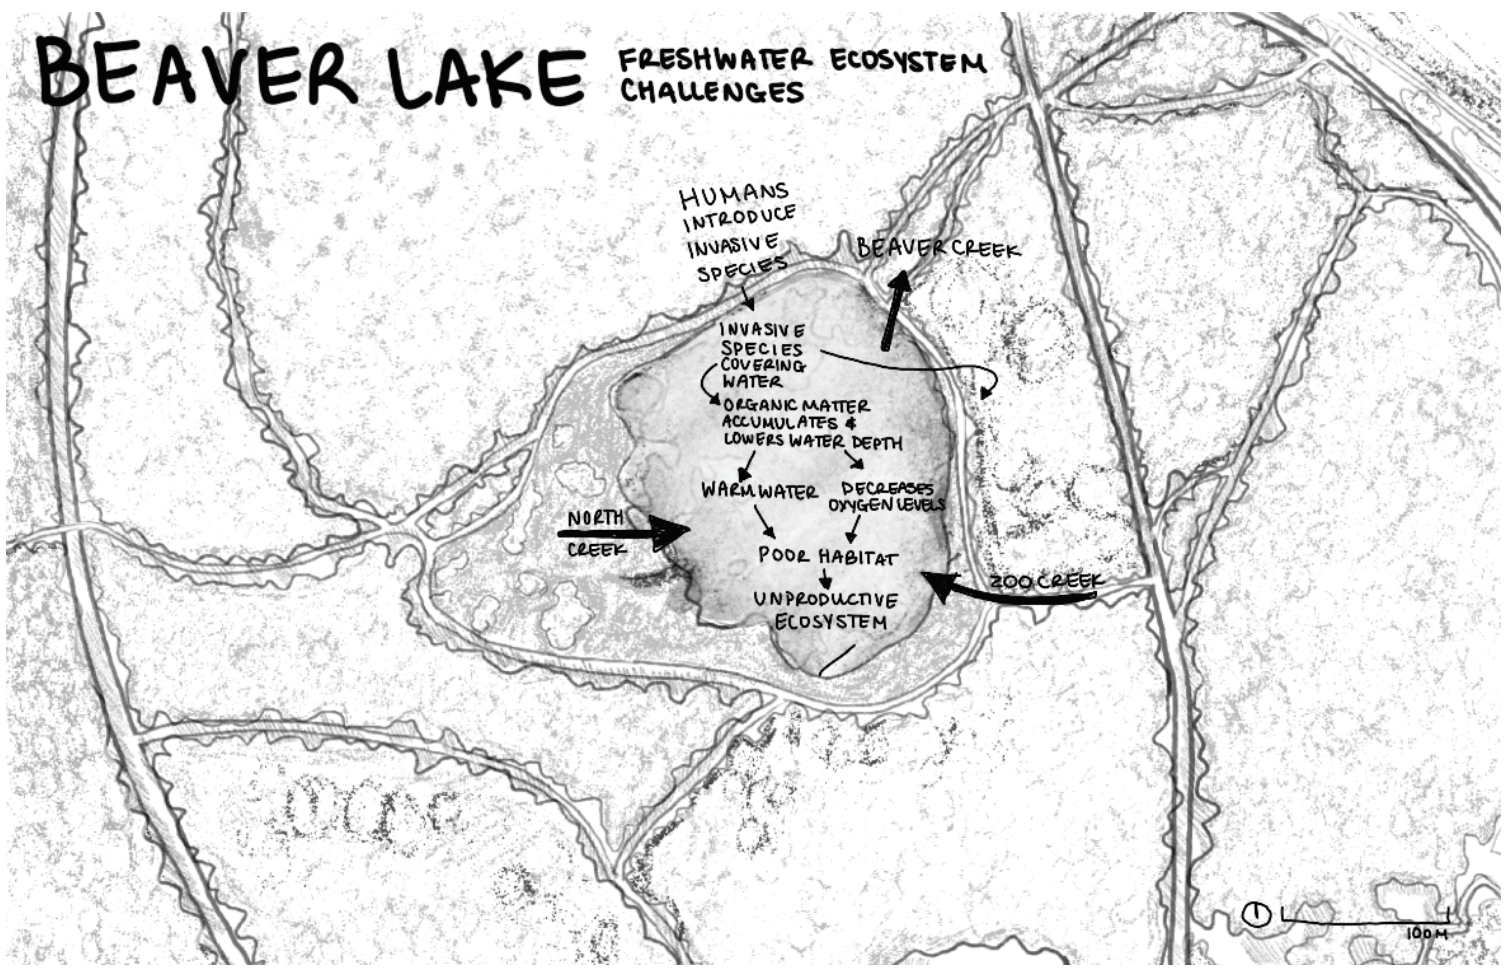 BEAVER LAKE
FRESHWATER ECOSYSTEM
CHALLENGES
HUMANS
INTRODUCE
INVASIVE
SPECIES
BEAVER CREEK
INVASIVE
SPECIES
COVERING
WATER
ORGANIC MATTER
ACCUMULATES &
LOWERS WATER DEPTH
WARM WATER
DECREASES
OXYGEN LEVELS
NORTH
CREEK
POOR HABITAT
ZOO CREEK
UNPRODUCTIVE
ECOSYSTEM
1
100M